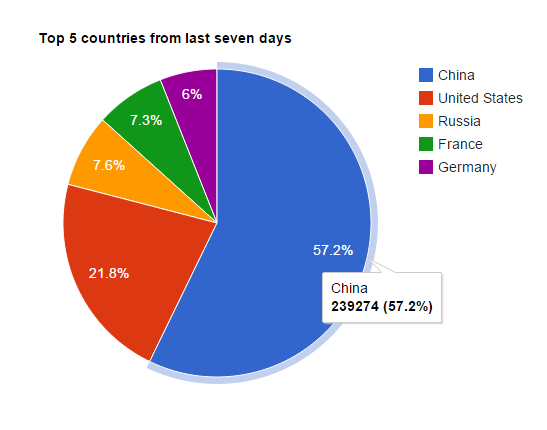 Top 5 countries from last seven days
China
United States
Russia
France
Germany
6%
7.3%
7.6%
21.8%
57.2%
China
239274 (57.2%)